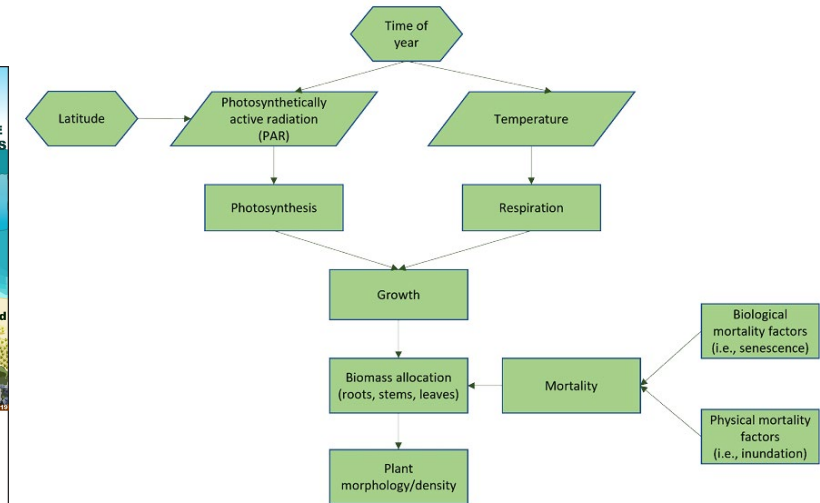 Time of
year
Latitude
Photosynthetically
active radiation
(PAR)
Temperature
Photosynthesis
Respiration
Growth
Biological
mortality factors
(i.e., senescence)
Biomass allocation
(roots, stems, leaves)
Mortality
Physical mortality
factors
(i.e., inundation)
Plant
morphology/density
E
S
d
19